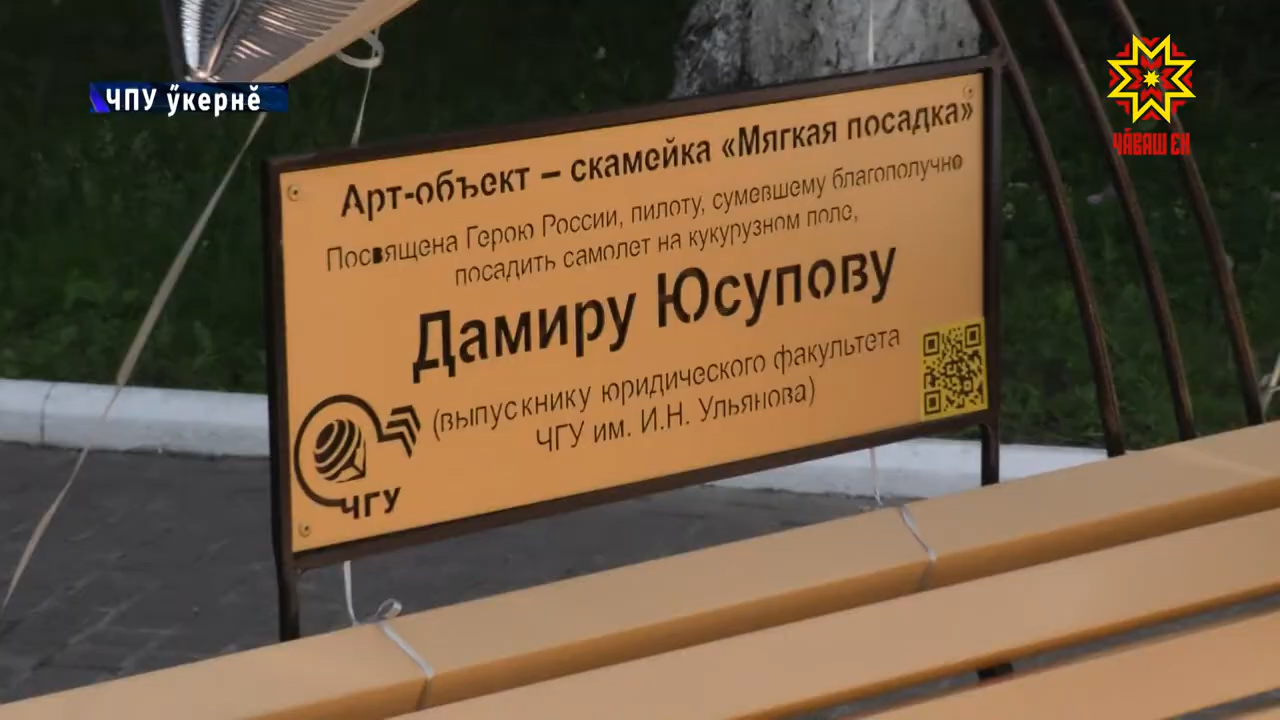 ЧПУ ӳкернӗ
ЧӐВАШ ЕН
Арт-объект – скамейка «Мягкая посадка»
Посвящена Герою России, пилоту, сумевшему благополучно
посадить самолет на кукурузном поле,
Дамиру Юсупову
(выпускнику юридического факультета
ЧГУ им. И.Н. Ульянова)
ЧГУ